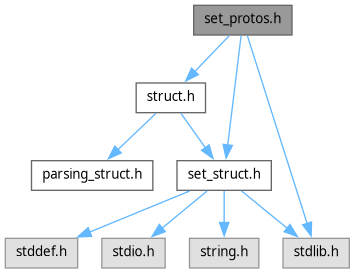 set_protos.h
struct.h
parsing_struct.h
set_struct.h
stddef.h
stdio.h
string.h
stdlib.h